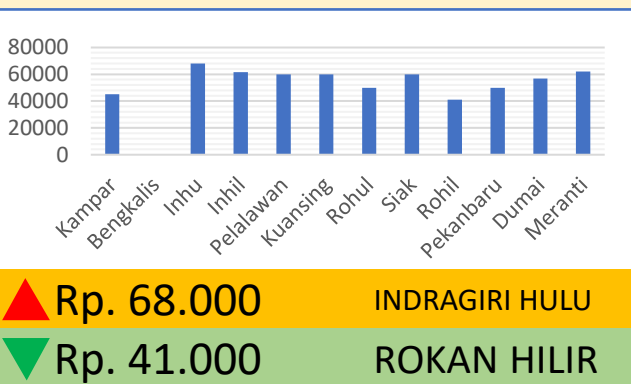 80000
60000
40000
20000
0
Kampar
Bengkalis
Inhu
Inhil
Pelalawan
Kuansing
Rohul
Siak
Rohil
Pekanbaru
Dumai
Meranti
Rp. 68.000 INDRAGIRI HULU
Rp. 41.000 ROKAN HILIR